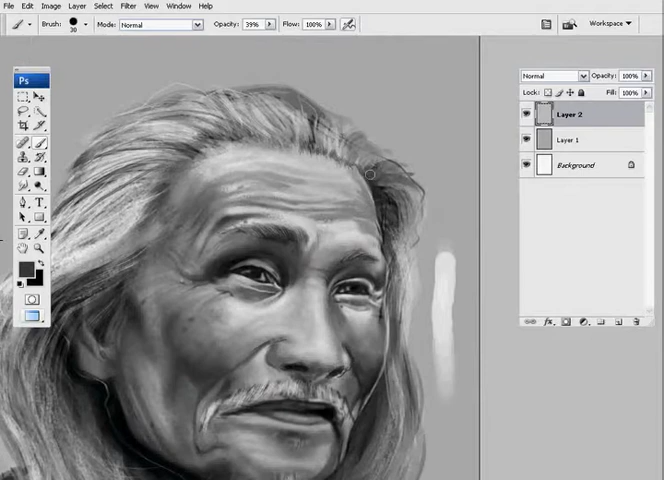 File Edit Image Layer Select Filter View Window Help
Brush: 30 Mode: Normal Opacity: 39% Flow: 100% Workspace
Ps
Normal Opacity: 100%
Lock: Fill: 100%
Layer 2
Layer 1
Background
T
fx